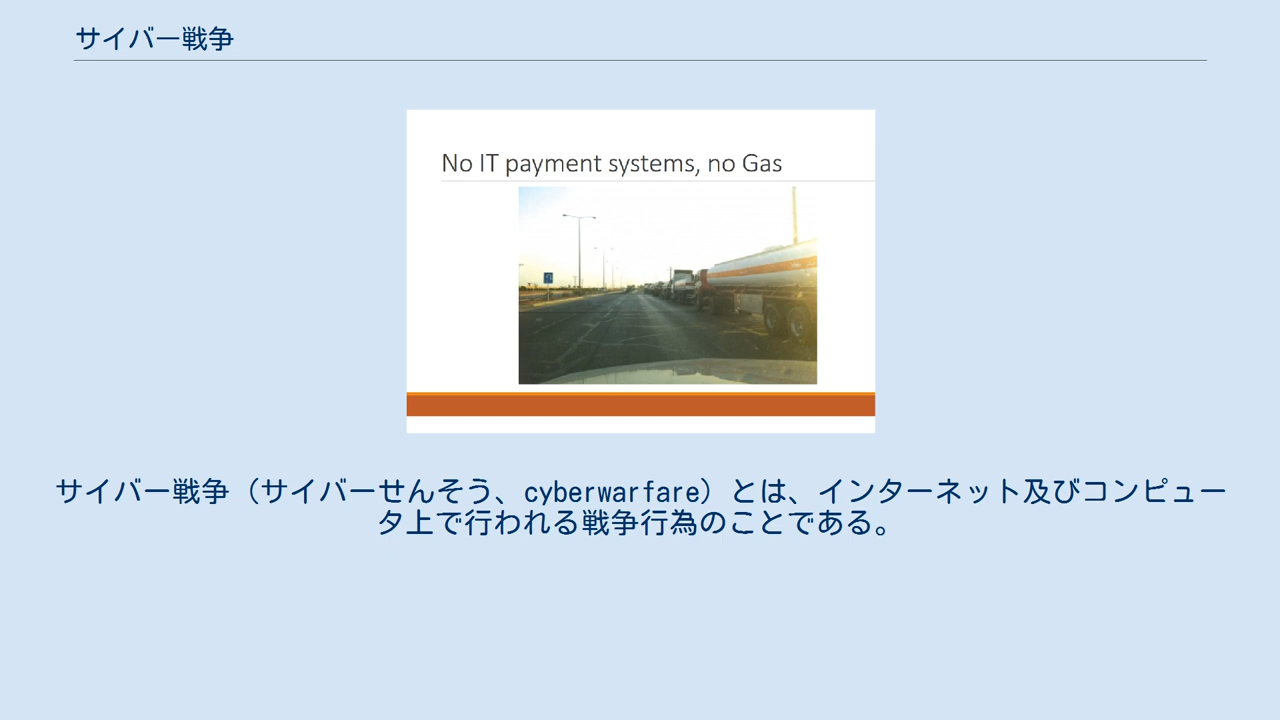 サイバー戦争
No IT payment systems, no Gas
サイバー戦争（サイバーせんそう、cyberwarfare）とは、インターネット及びコンピュー
タ上で行われる戦争行為のことである。